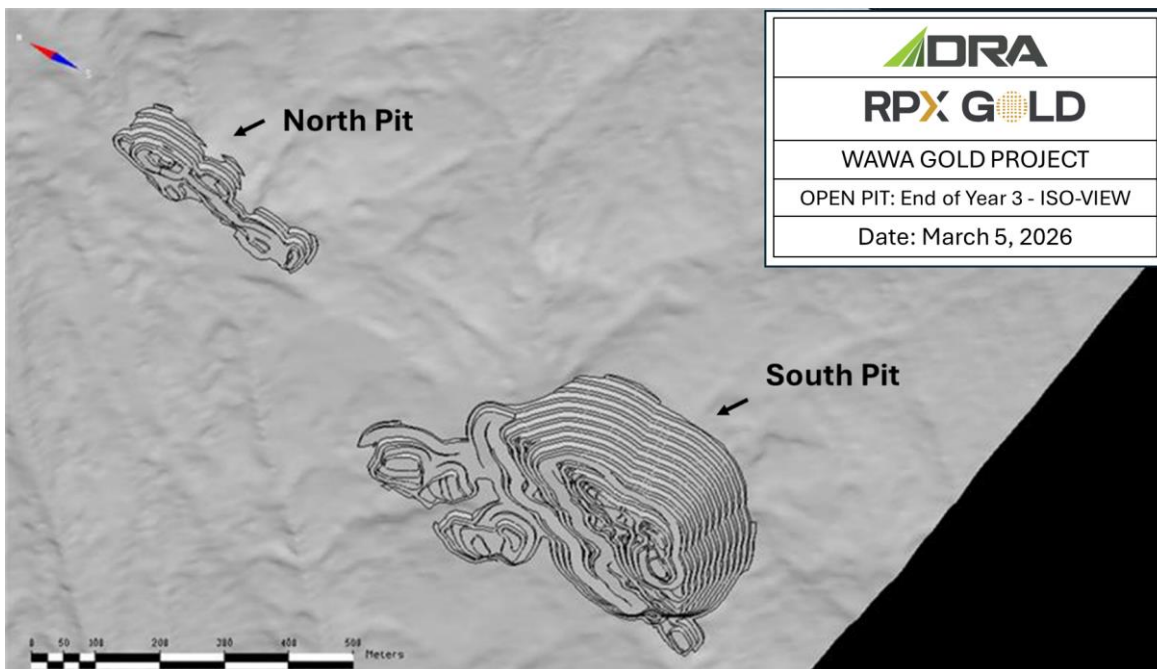 N
S
North Pit
South Pit
DRA
RPX GOLD
WAWA GOLD PROJECT
OPEN PIT: End of Year 3 - ISO-VIEW
Date: March 5, 2026
0 50 100 200 300 400 500 Meters